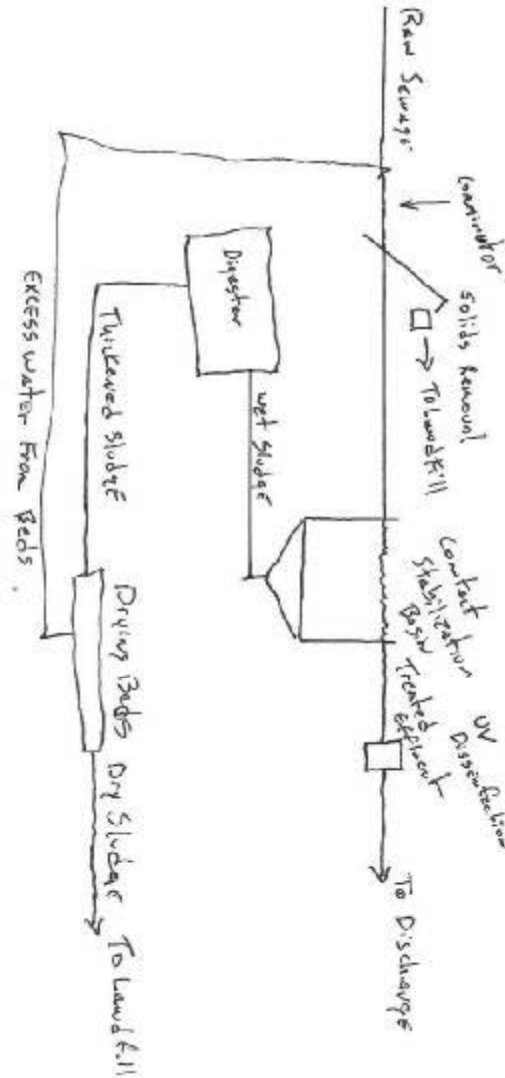 Raw Sewage
Comminutor
Solids Removal
→ To Landfill
Contact
Stabilization
Basin
Treated
Effluent
UV
Dissenfection
To Discharge
Digester
Wet Sludge
Thickened Sludge
Excess Water From Beds.
Drying Beds
Dry Sludge
To Landfill